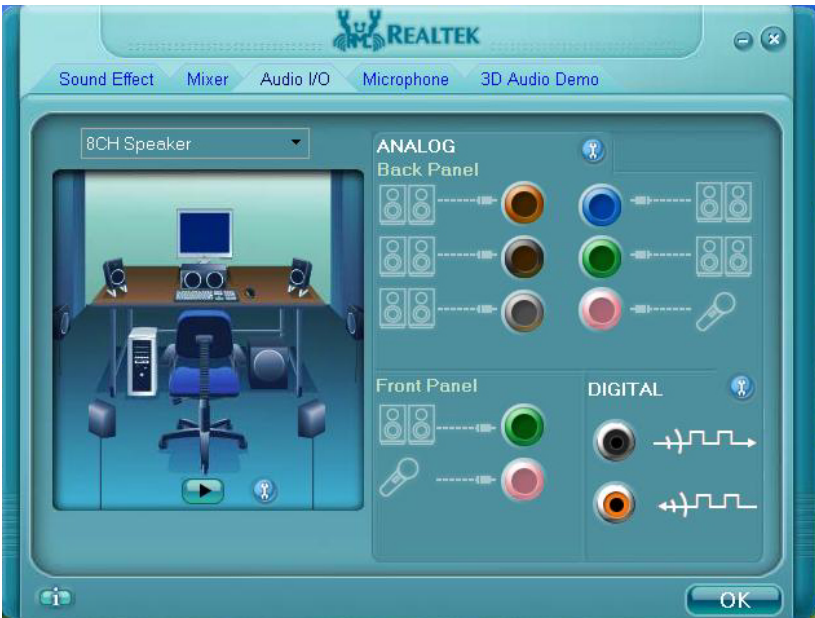 REALTEK
Sound Effect Mixer Audio I/O Microphone 3D Audio Demo
8CH Speaker
ANALOG
Back Panel
Front Panel
DIGITAL
OK